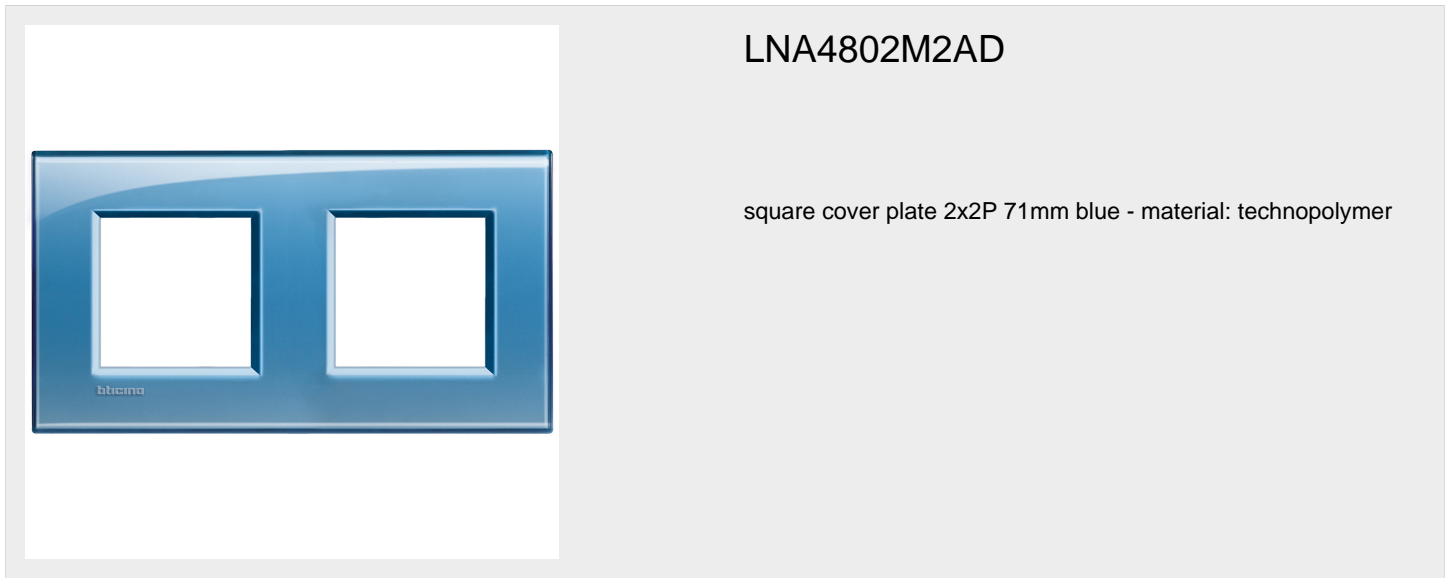 LNA4802M2AD
square cover plate 2x2P 71mm blue - material: technopolymer
bticino